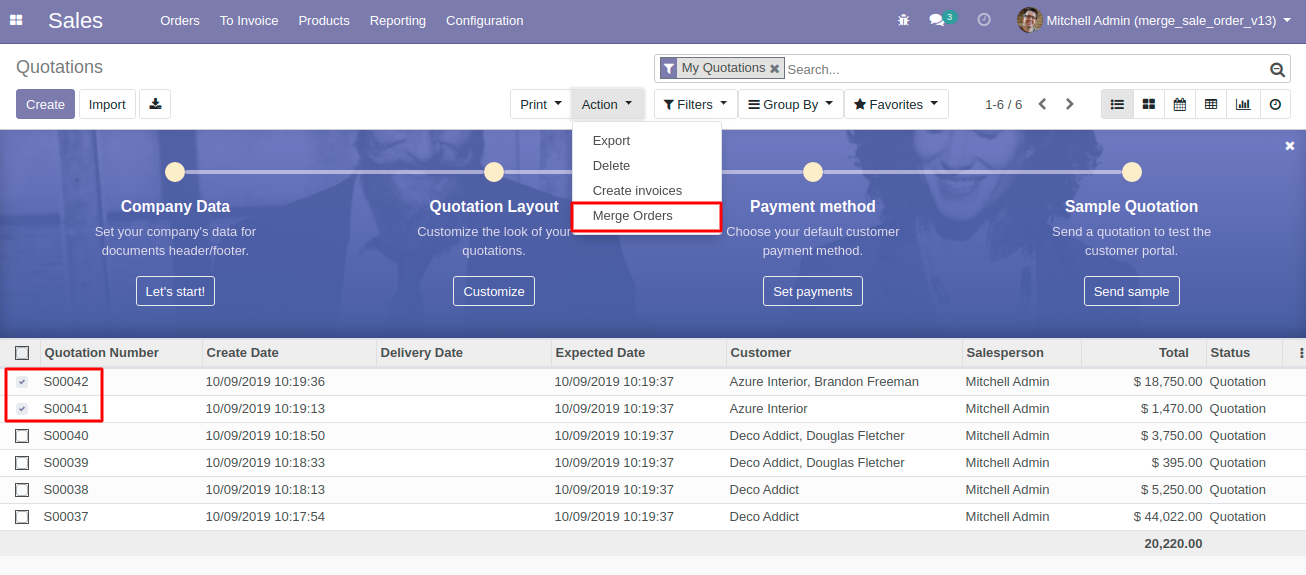 Sales Orders To Invoice Products Reporting Configuration 3 Mitchell Admin (merge_sale_order_v13)
Quotations My Quotations Search...
Create Import Print Action Filters Group By Favorites 1-6 / 6
Export
Delete
Create invoices
Merge Orders
Company Data
Set your company's data for
documents header/footer.
Let's start!
Quotation Layout
Customize the look of your
quotations.
Customize
Payment method
Choose your default customer
payment method.
Set payments
Sample Quotation
Send a quotation to test the
customer portal.
Send sample
Quotation Number Create Date Delivery Date Expected Date Customer Salesperson Total Status
S00042 10/09/2019 10:19:36 10/09/2019 10:19:37 Azure Interior, Brandon Freeman Mitchell Admin $ 18,750.00 Quotation
S00041 10/09/2019 10:19:13 10/09/2019 10:19:37 Azure Interior Mitchell Admin $ 1,470.00 Quotation
S00040 10/09/2019 10:18:50 10/09/2019 10:19:37 Deco Addict, Douglas Fletcher Mitchell Admin $ 3,750.00 Quotation
S00039 10/09/2019 10:18:33 10/09/2019 10:19:37 Deco Addict, Douglas Fletcher Mitchell Admin $ 395.00 Quotation
S00038 10/09/2019 10:18:13 10/09/2019 10:19:37 Deco Addict Mitchell Admin $ 5,250.00 Quotation
S00037 10/09/2019 10:17:54 10/09/2019 10:19:37 Deco Addict Mitchell Admin $ 44,022.00 Quotation
20,220.00